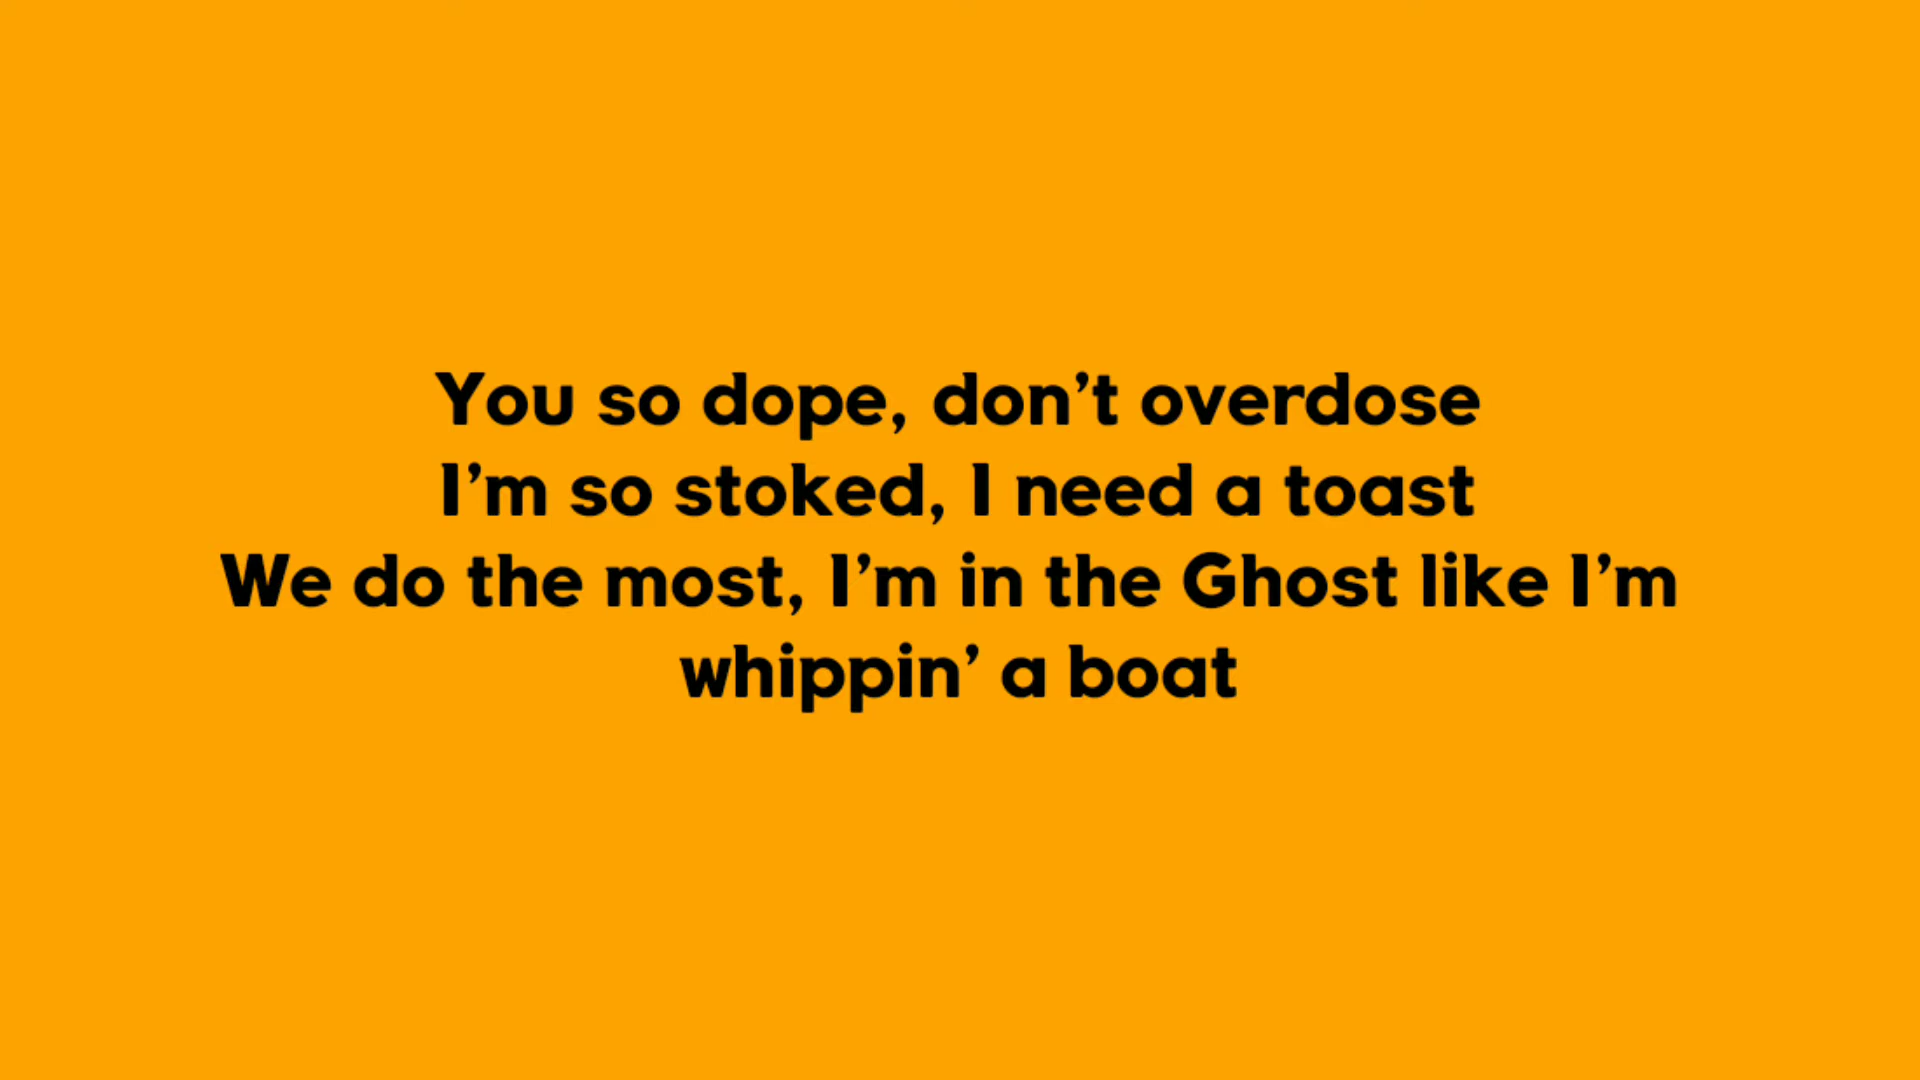 You so dope, don’t overdose
I’m so stoked, I need a toast
We do the most, I’m in the Ghost like I’m
whippin’ a boat